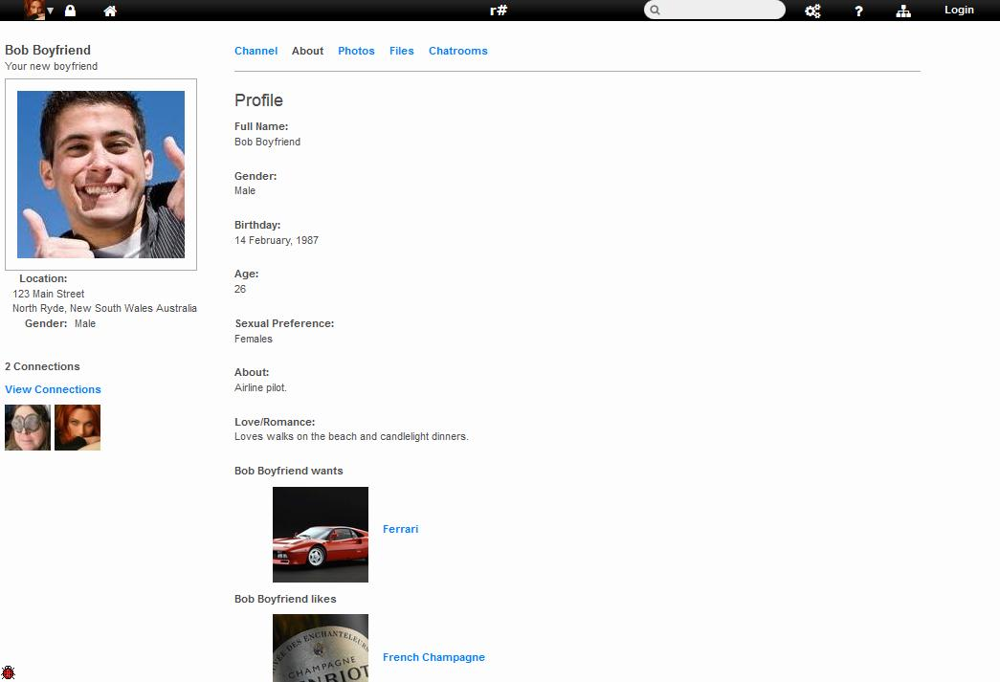 r#
?
Login
Bob Boyfriend
Your new boyfriend
Location:
123 Main Street
North Ryde, New South Wales Australia
Gender: Male
2 Connections
View Connections
Channel About Photos Files Chatrooms
Profile
Full Name:
Bob Boyfriend
Gender:
Male
Birthday:
14 February, 1987
Age:
26
Sexual Preference:
Females
About:
Airline pilot.
Love/Romance:
Loves walks on the beach and candlelight dinners.
Bob Boyfriend wants
Ferrari
Bob Boyfriend likes
DES ENCHANTELEURS
CHAMPAGNE
French Champagne